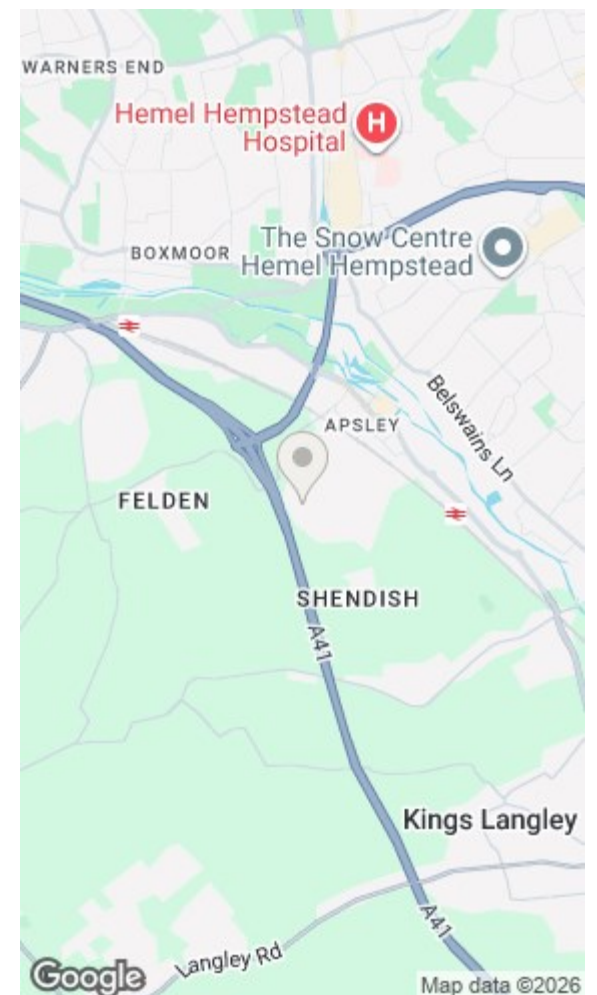 WARNERS END
Hemel Hempstead
Hospital
H
The Snow Centre
Hemel Hempstead
BOXMOOR
Belswains Ln
APSLEY
FELDEN
SHENDISH
A41
Kings Langley
A41
Langley Rd
Google
Map data ©2026